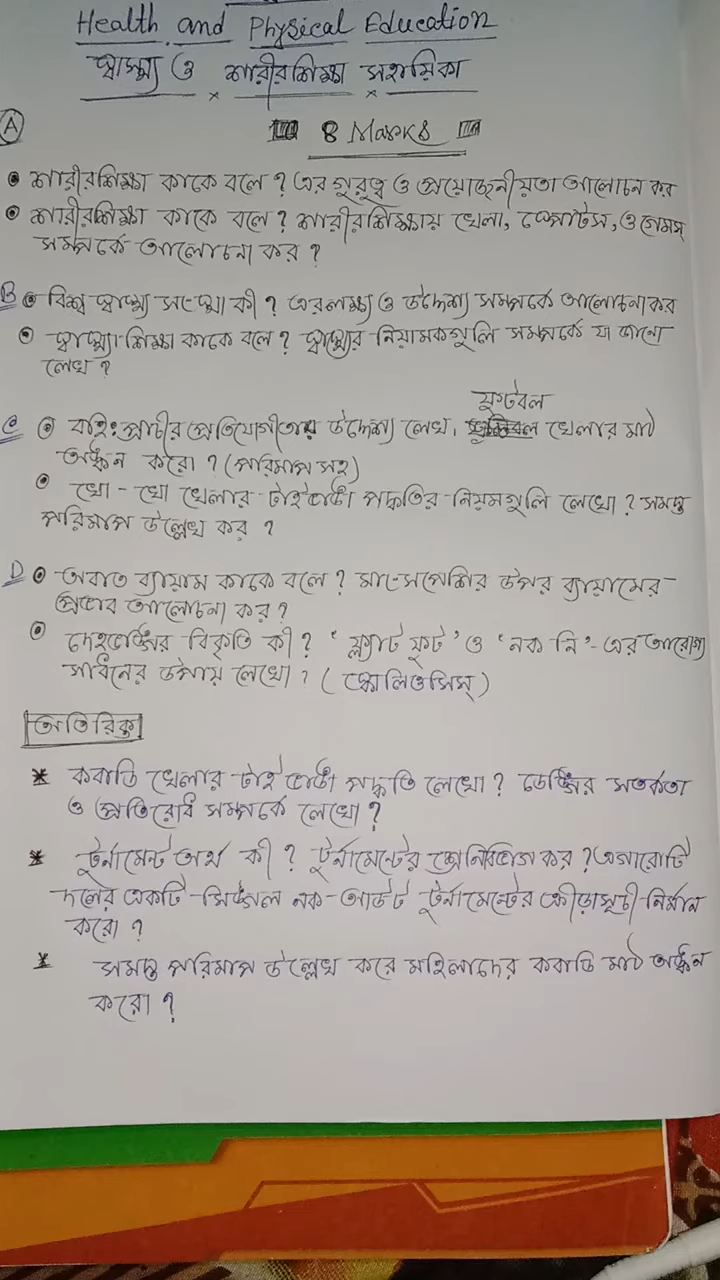 Health and Physical Education
স্বাস্থ্য ও শারীরশিক্ষা সহায়িকা
A
8 Marks
শারীরশিক্ষা কাকে বলে? এর গুরুত্ব ও প্রয়োজনীয়তা আলোচনা কর
শারীরশিক্ষা কাকে বলে? শারীরশিক্ষায় খেলা, স্পোর্টস, ও গেমস্
সম্পর্কে আলোচনা কর?
B বিশ্ব স্বাস্থ্য সংস্থা কী? এর লক্ষ্য ও উদ্দেশ্য সম্পর্কে আলোচনা কর
স্বাস্থ্য শিক্ষা কাকে বলে? স্বাস্থ্যের নিয়ামকগুলি সম্পর্কে যা জানো
লেখ?
ফুটবল
C বহিঃপ্রাচীর প্রতিযোগীতার উদ্দেশ্য লেখ, খেলার মাঠ
অঙ্কন করো? (পরিমাপ সহ)
খো-খো খেলার টাইভাঙা পদ্ধতির নিয়মগুলি লেখো? সমস্ত
পরিমাপ উল্লেখ কর?
D অবাত ব্যায়াম কাকে বলে? মাংসপেশির উপর ব্যায়ামের
প্রভাব আলোচনা কর?
দেহভঙ্গির বিকৃতি কী? 'ফ্ল্যাট ফুট' ও 'নক নি'-এর আরোগ্য
সাধনের উপায় লেখো? (স্কোলিওসিস্)
অতিরিক্ত
* কবাডি খেলার টাই ভাঙা পদ্ধতি লেখো? ডেঙ্গির সতর্কতা
ও প্রতিরোধ সম্পর্কে লেখো?
* টুর্নামেন্ট অর্থ কী? টুর্নামেন্টের শ্রেনিবিভাগ কর? এগারোটি
দলের একটি সিঙ্গল নক-আউট টুর্নামেন্টের ক্রীড়াসূচী নির্মান
করো?
* সমস্ত পরিমাপ উল্লেখ করে মহিলাদের কবাডি মাঠ অঙ্কন
করো?